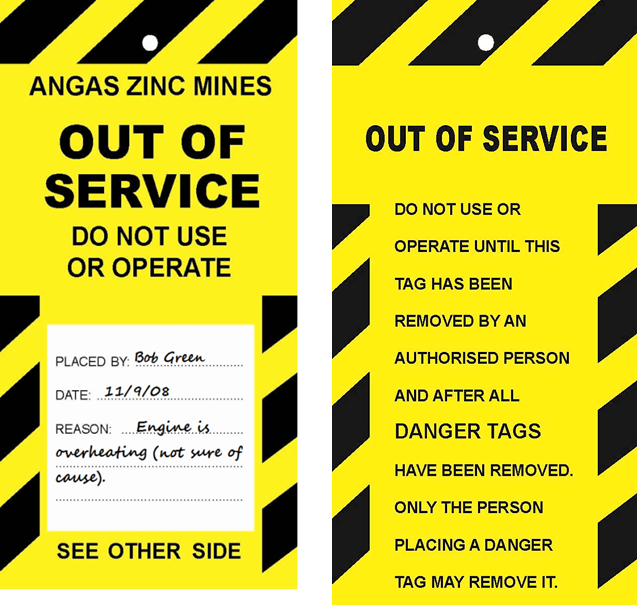 ANGAS ZINC MINES
OUT OF
SERVICE
DO NOT USE
OR OPERATE
PLACED BY: Bob Green
DATE: 11/9/08
REASON: Engine is
overheating (not sure of
cause).
SEE OTHER SIDE
OUT OF SERVICE
DO NOT USE OR
OPERATE UNTIL THIS
TAG HAS BEEN
REMOVED BY AN
AUTHORISED PERSON
AND AFTER ALL
DANGER TAGS
HAVE BEEN REMOVED.
ONLY THE PERSON
PLACING A DANGER
TAG MAY REMOVE IT.